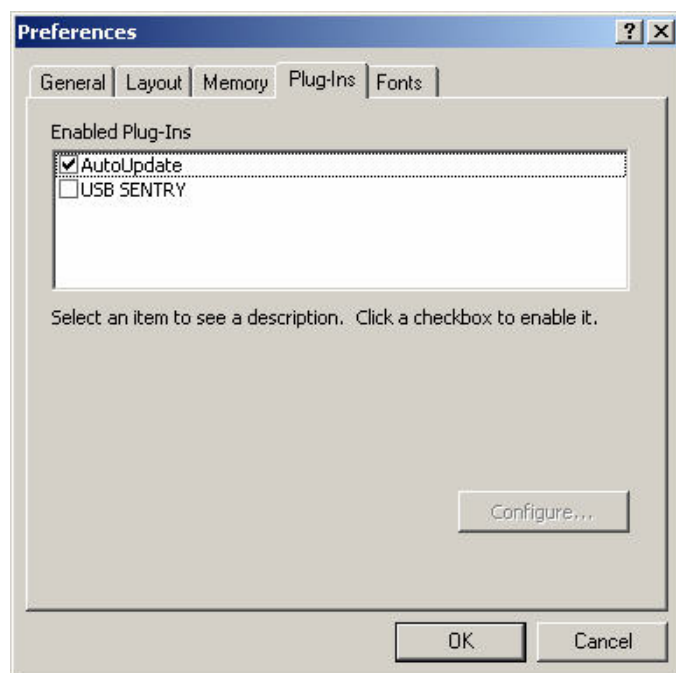 Preferences
General Layout Memory Plug-Ins Fonts
Enabled Plug-Ins
AutoUpdate
USB SENTRY
Select an item to see a description. Click a checkbox to enable it.
Configure...
OK Cancel